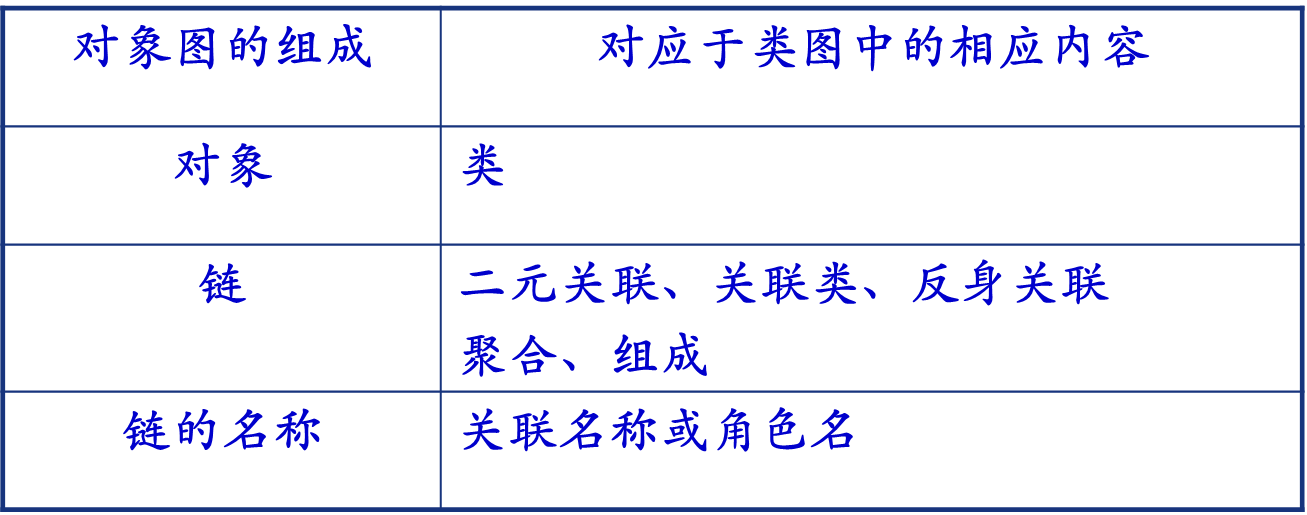 对象图的组成
对应于类图中的相应内容
对象
类
链
二元关联、关联类、反身关联
聚合、组成
链的名称
关联名称或角色名